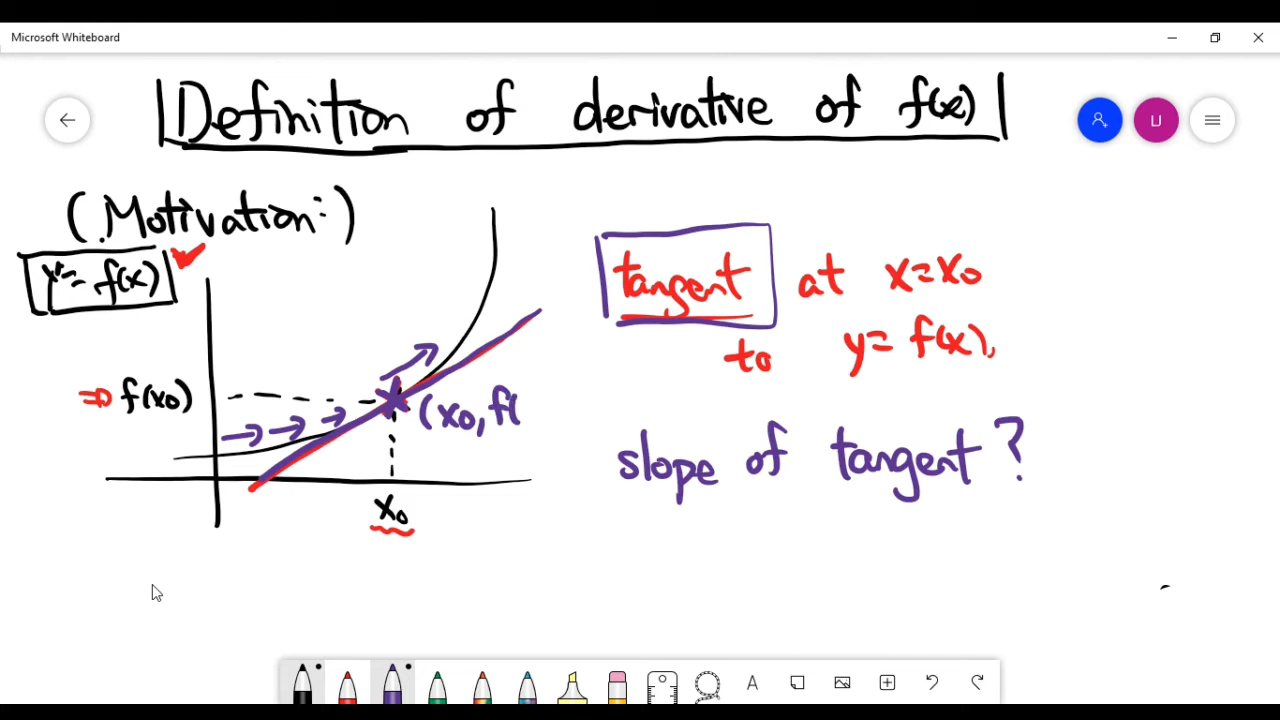 Microsoft Whiteboard
Definition of derivative of f(x)
(Motivation:)
y = f(x)
tangent at x=x0
to y= f(x),
⇒ f(x0)
(x0, f(
slope of tangent?
x0
U
A